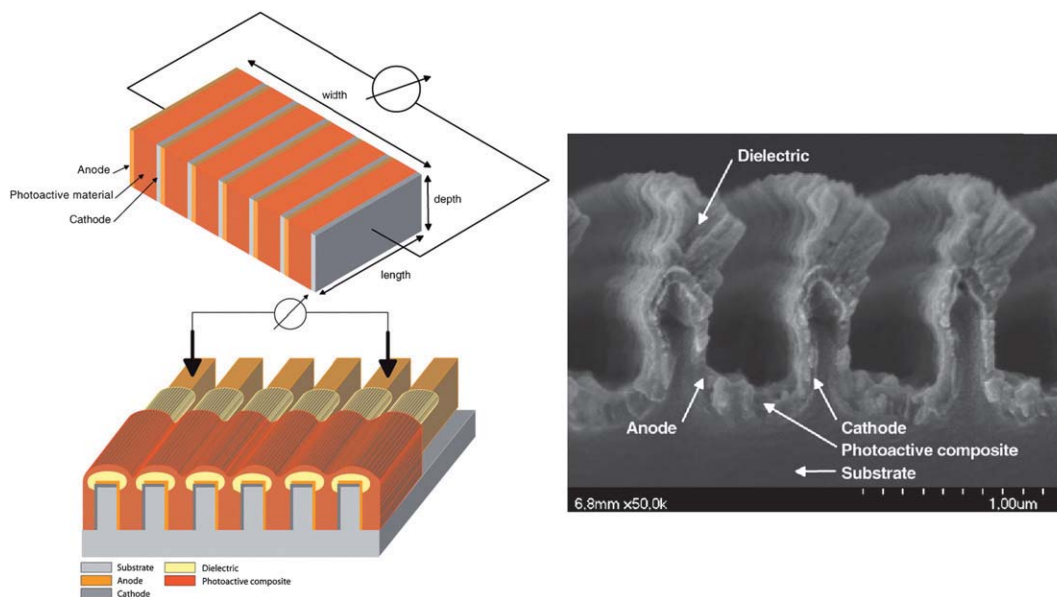 width
Anode
Photoactive material
Cathode
depth
length
Substrate
Anode
Cathode
Dielectric
Photoactive composite
Dielectric
Anode
Cathode
Photoactive composite
Substrate
6.8mm x50.0k
1.00um